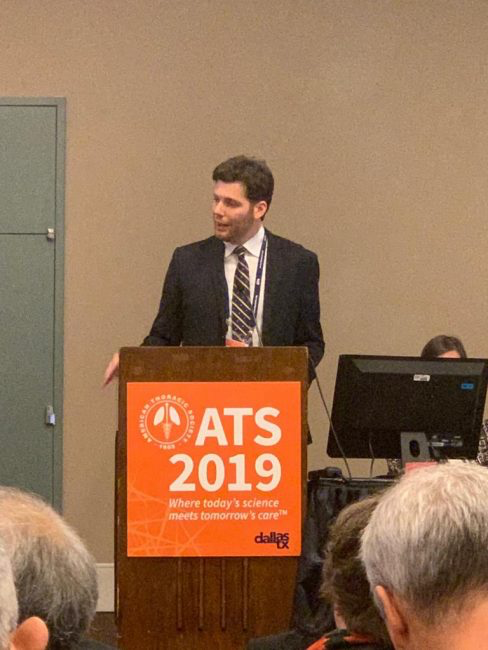 AMERICAN THORACIC SOCIETY
1905
ATS
2019
Where today's science
meets tomorrow's care™
dallas
TX